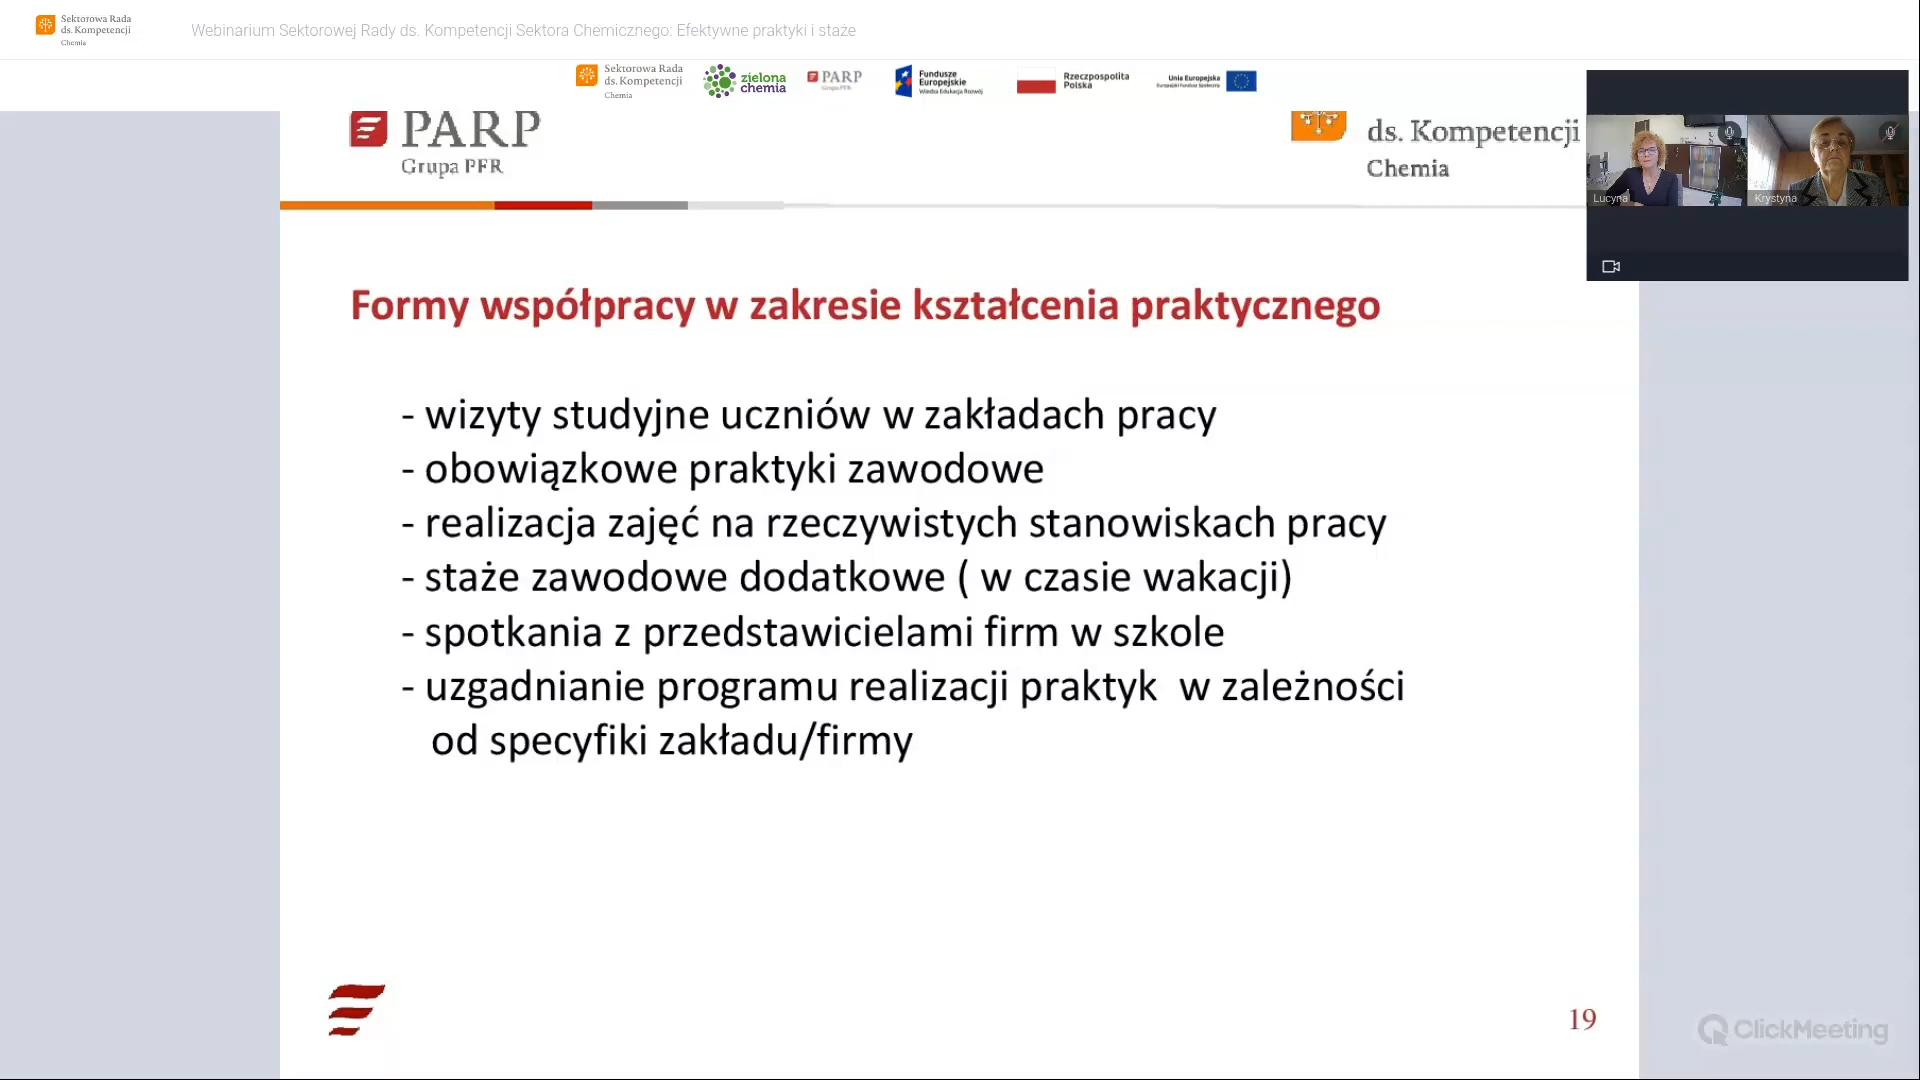 Sektorowa Rada
ds. Kompetencji
Chemia
Webinarium Sektorowej Rady ds. Kompetencji Sektora Chemicznego: Efektywne praktyki i staże
Sektorowa Rada
ds. Kompetencji
Chemia
zielona
chemia
PARP
Grupa PFR
Fundusze
Europejskie
Wiedza Edukacja Rozwój
Rzeczpospolita
Polska
Unia Europejska
Europejski Fundusz Społeczny
PARP
Grupa PFR
ds. Kompetencji
Chemia
Lucyna
Krystyna
Formy współpracy w zakresie kształcenia praktycznego
- wizyty studyjne uczniów w zakładach pracy
- obowiązkowe praktyki zawodowe
- realizacja zajęć na rzeczywistych stanowiskach pracy
- staże zawodowe dodatkowe ( w czasie wakacji)
- spotkania z przedstawicielami firm w szkole
- uzgadnianie programu realizacji praktyk w zależności
od specyfiki zakładu/firmy
19
ClickMeeting